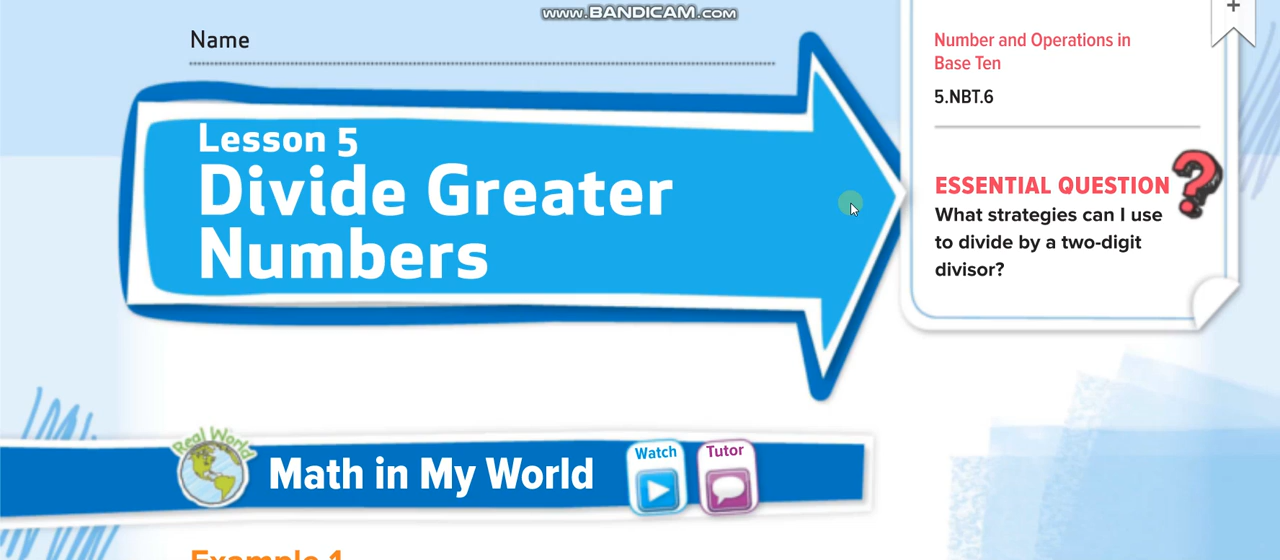 www.BANDICAM.com
Name
Lesson 5
Divide Greater
Numbers
+
Number and Operations in
Base Ten
5.NBT.6
ESSENTIAL QUESTION
What strategies can I use
to divide by a two-digit
divisor?
Real World
Math in My World
Watch
Tutor
Example 1